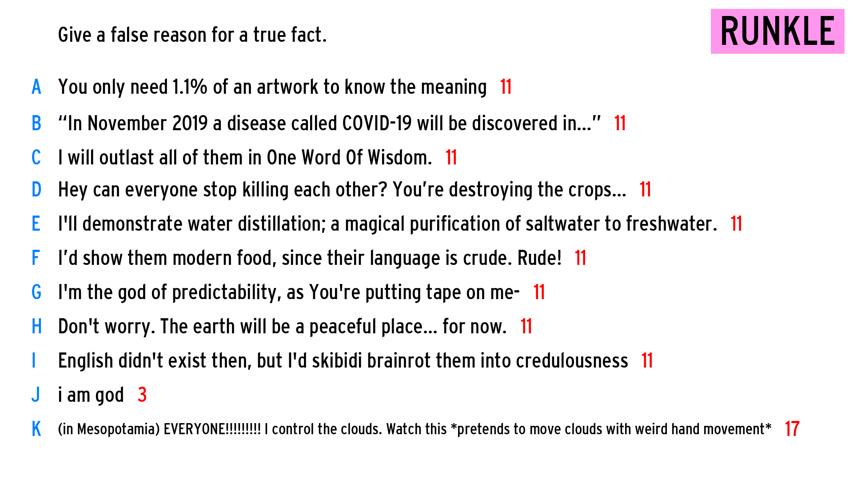 Give a false reason for a true fact.
RUNKLE
A You only need 1.1% of an artwork to know the meaning 11
B “In November 2019 a disease called COVID-19 will be discovered in...” 11
C I will outlast all of them in One Word Of Wisdom. 11
D Hey can everyone stop killing each other? You’re destroying the crops... 11
E I'll demonstrate water distillation; a magical purification of saltwater to freshwater. 11
F I’d show them modern food, since their language is crude. Rude! 11
G I'm the god of predictability, as You're putting tape on me- 11
H Don't worry. The earth will be a peaceful place... for now. 11
I English didn't exist then, but I'd skibidi brainrot them into credulousness 11
J i am god 3
K (in Mesopotamia) EVERYONE!!!!!!!!! I control the clouds. Watch this *pretends to move clouds with weird hand movement* 17